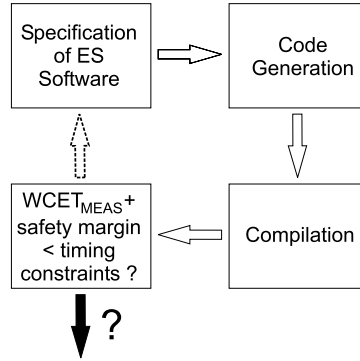 Specification
of ES
Software
Code
Generation
WCETMEAS+
safety margin
< timing
constraints ?
Compilation
?